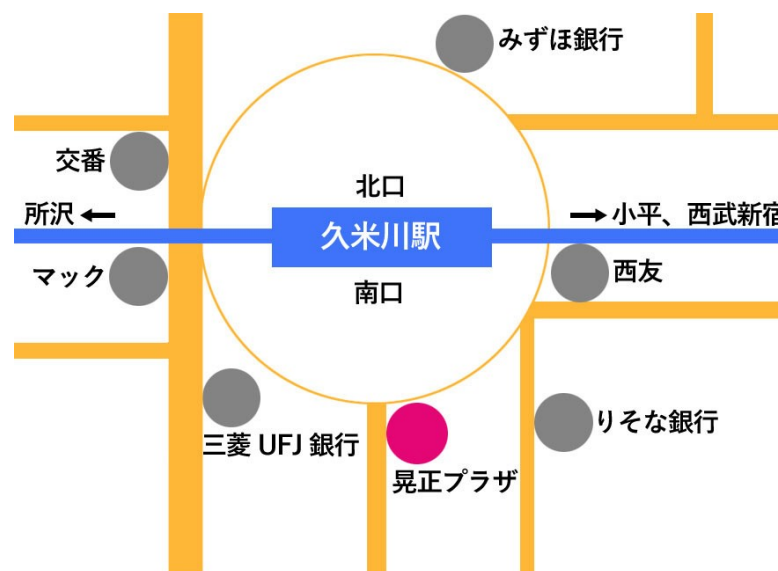 みずほ銀行
交番
北口
所沢 ←
→ 小平、西武新宿
久米川駅
マック
南口
西友
三菱 UFJ 銀行
りそな銀行
晃正プラザ